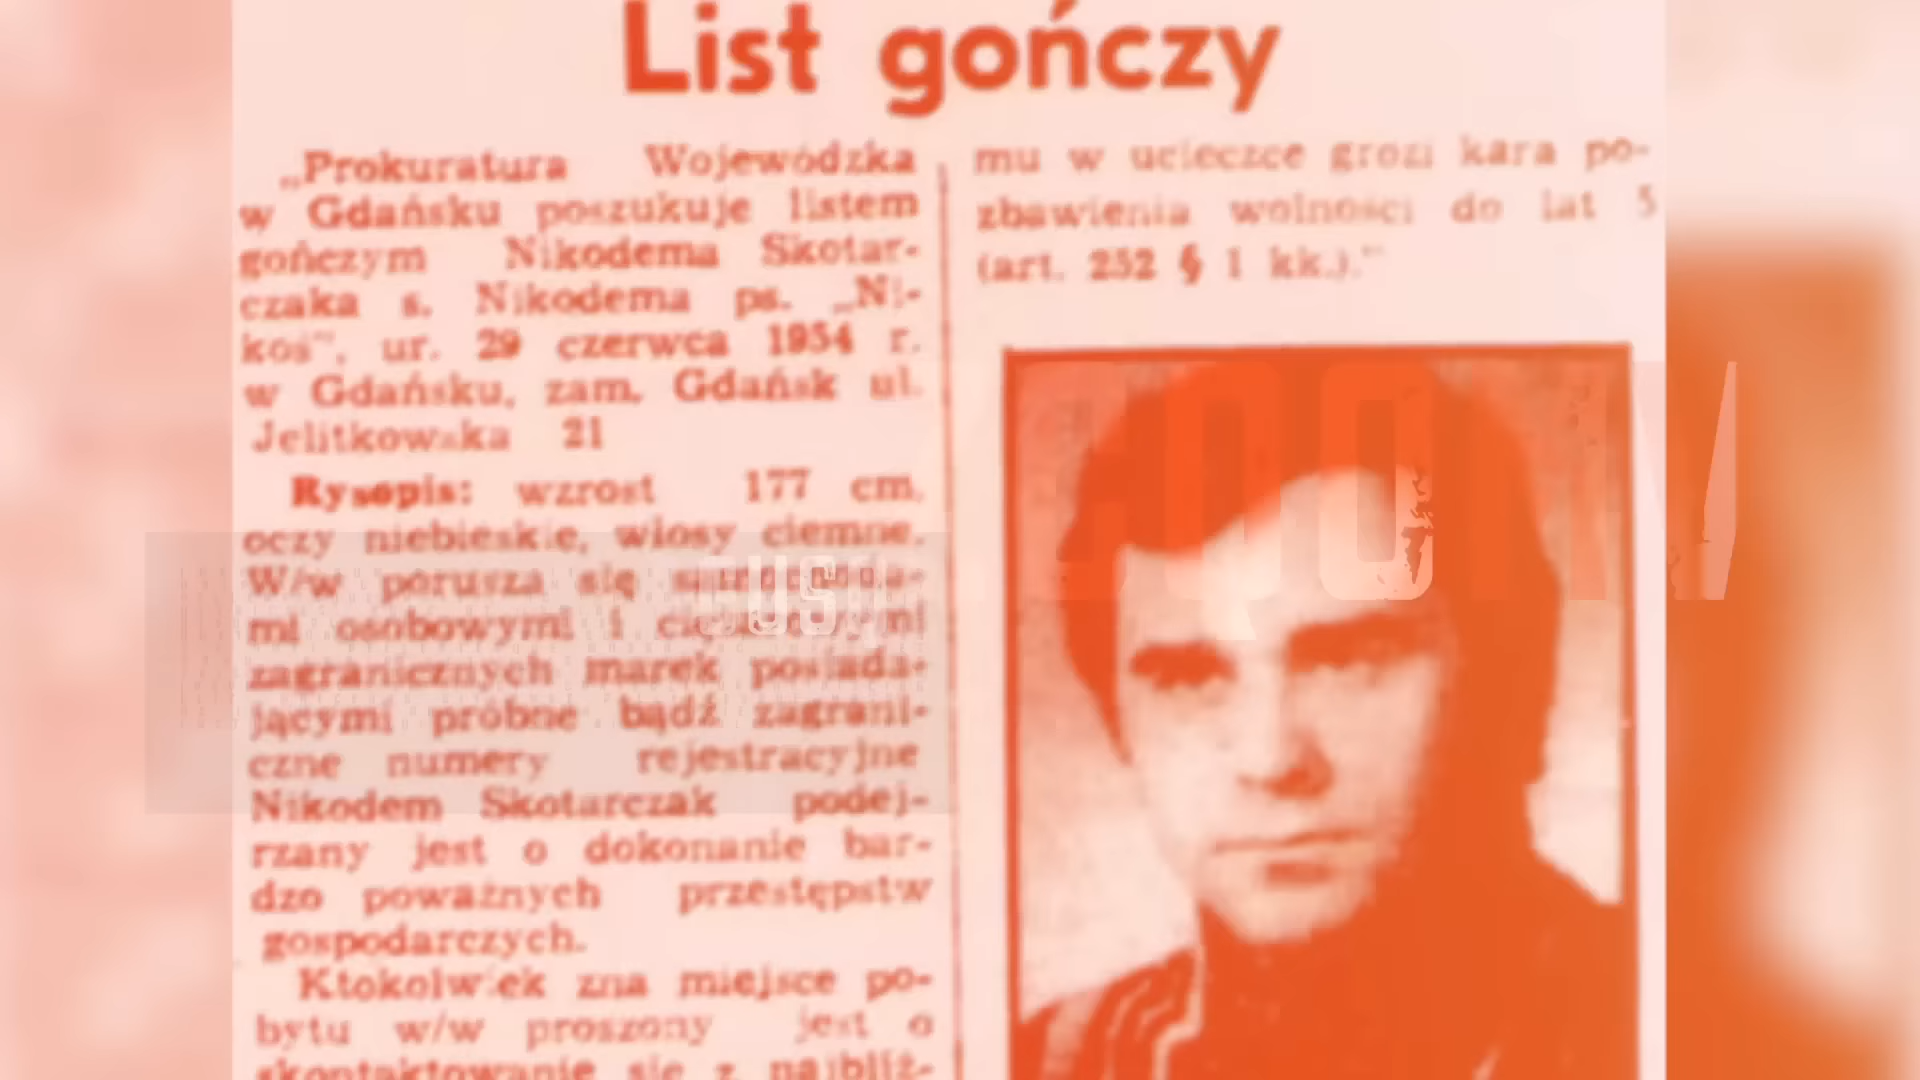 List gończy
„Prokuratura Wojewódzka
w Gdańsku poszukuje listem
gończym Nikodema Skotar-
czaka s. Nikodema ps. „Ni-
koś", ur. 29 czerwca 1954 r.
w Gdańsku, zam. Gdańsk ul.
Jelitkowska 21
Rysopis: wzrost 177 cm,
oczy niebieskie, włosy ciemne.
W/w porusza się
mi osobowymi i
zagranicznych marek posiada-
jącymi próbne bądź zagrani-
czne numery rejestracyjne
Nikodem Skotarczak podej-
rzany jest o dokonanie bar-
dzo poważnych przestępstw
gospodarczych.
Ktokolwiek zna miejsce po-
bytu w/w proszony jest o
skontaktowanie się z najbliż-
mu w ucieczce grozi kara po-
zbawienia wolności do lat 5
(art. 252 § 1 kk.)."